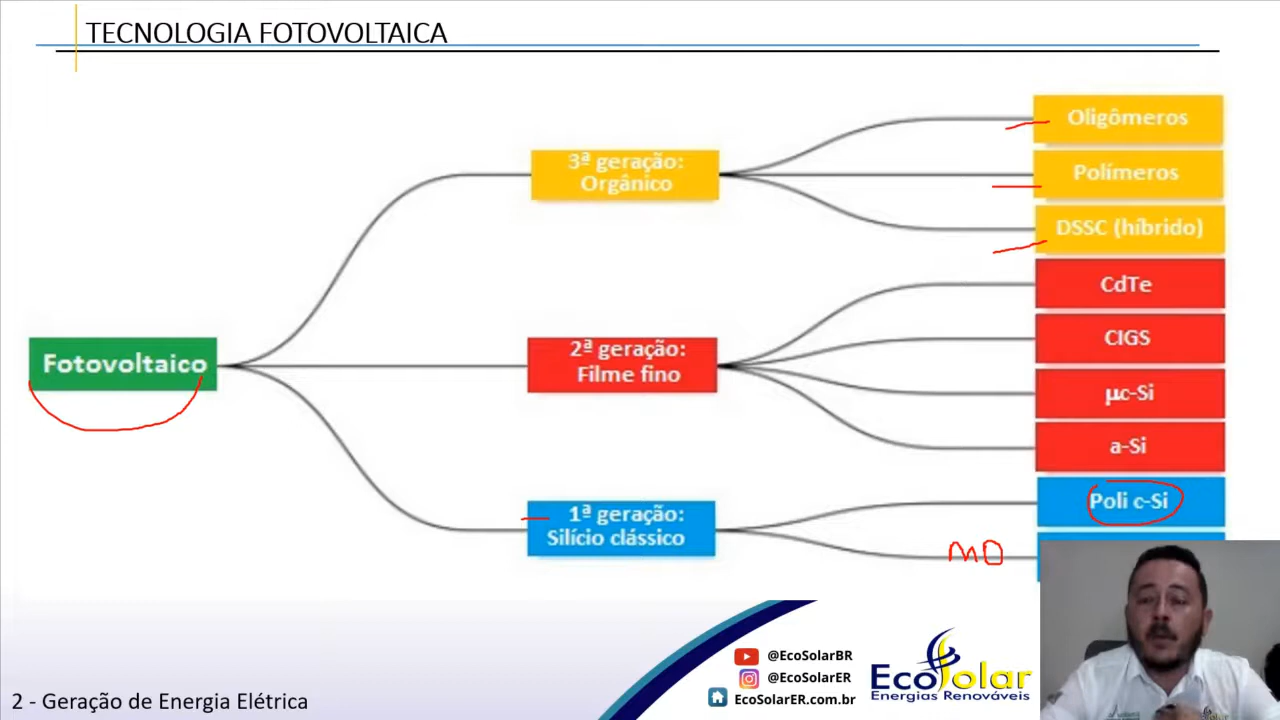 TECNOLOGIA FOTOVOLTAICA
Fotovoltaico
3ª geração:
Orgânico
Oligômeros
Polímeros
DSSC (híbrido)
2ª geração:
Filme fino
CdTe
CIGS
µc-Si
a-Si
1ª geração:
Silício clássico
Poli c-Si
MO
@EcoSolarBR
@EcoSolarER
EcoSolarER.com.br
EcoSolar
Energias Renováveis
2 - Geração de Energia Elétrica